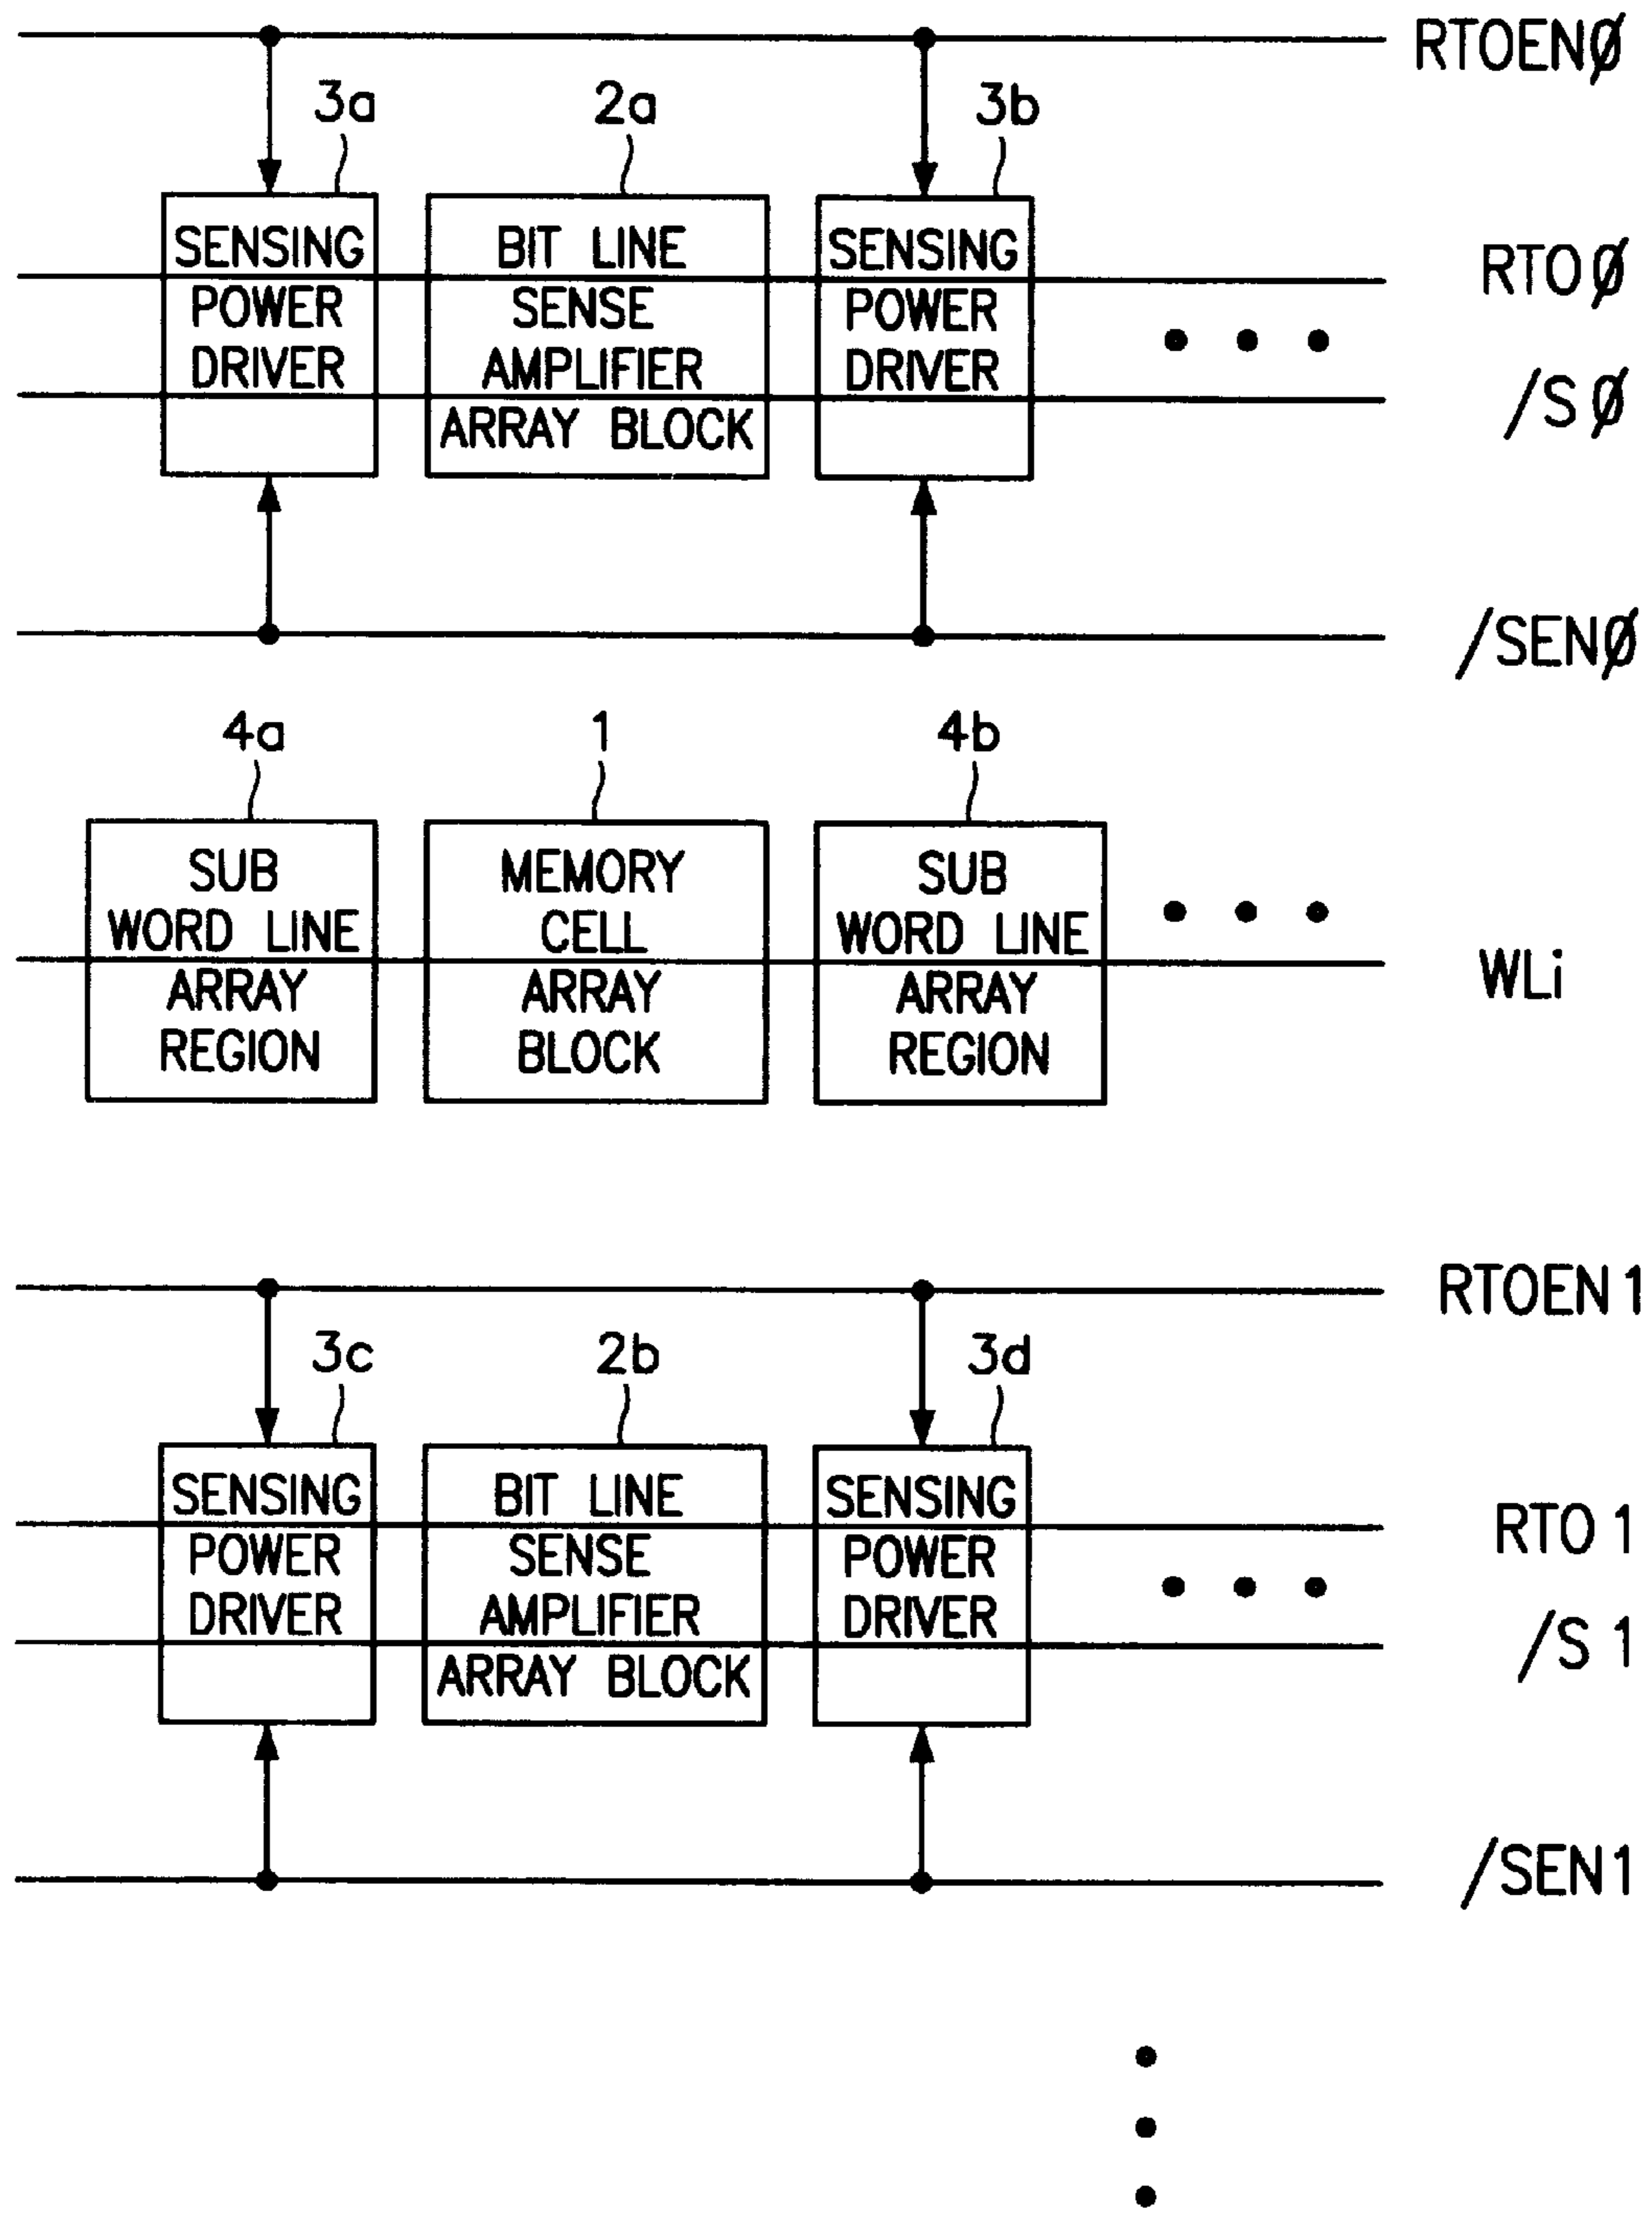 RTOENØ
3a
2a
3b
SENSING
POWER
DRIVER
BIT LINE
SENSE
AMPLIFIER
ARRAY BLOCK
SENSING
POWER
DRIVER
RTOØ
/SØ
/SENØ
4a
1
4b
SUB
WORD LINE
ARRAY
REGION
MEMORY
CELL
ARRAY
BLOCK
SUB
WORD LINE
ARRAY
REGION
WLi
RTOEN1
3c
2b
3d
SENSING
POWER
DRIVER
BIT LINE
SENSE
AMPLIFIER
ARRAY BLOCK
SENSING
POWER
DRIVER
RTO1
/S1
/SEN1